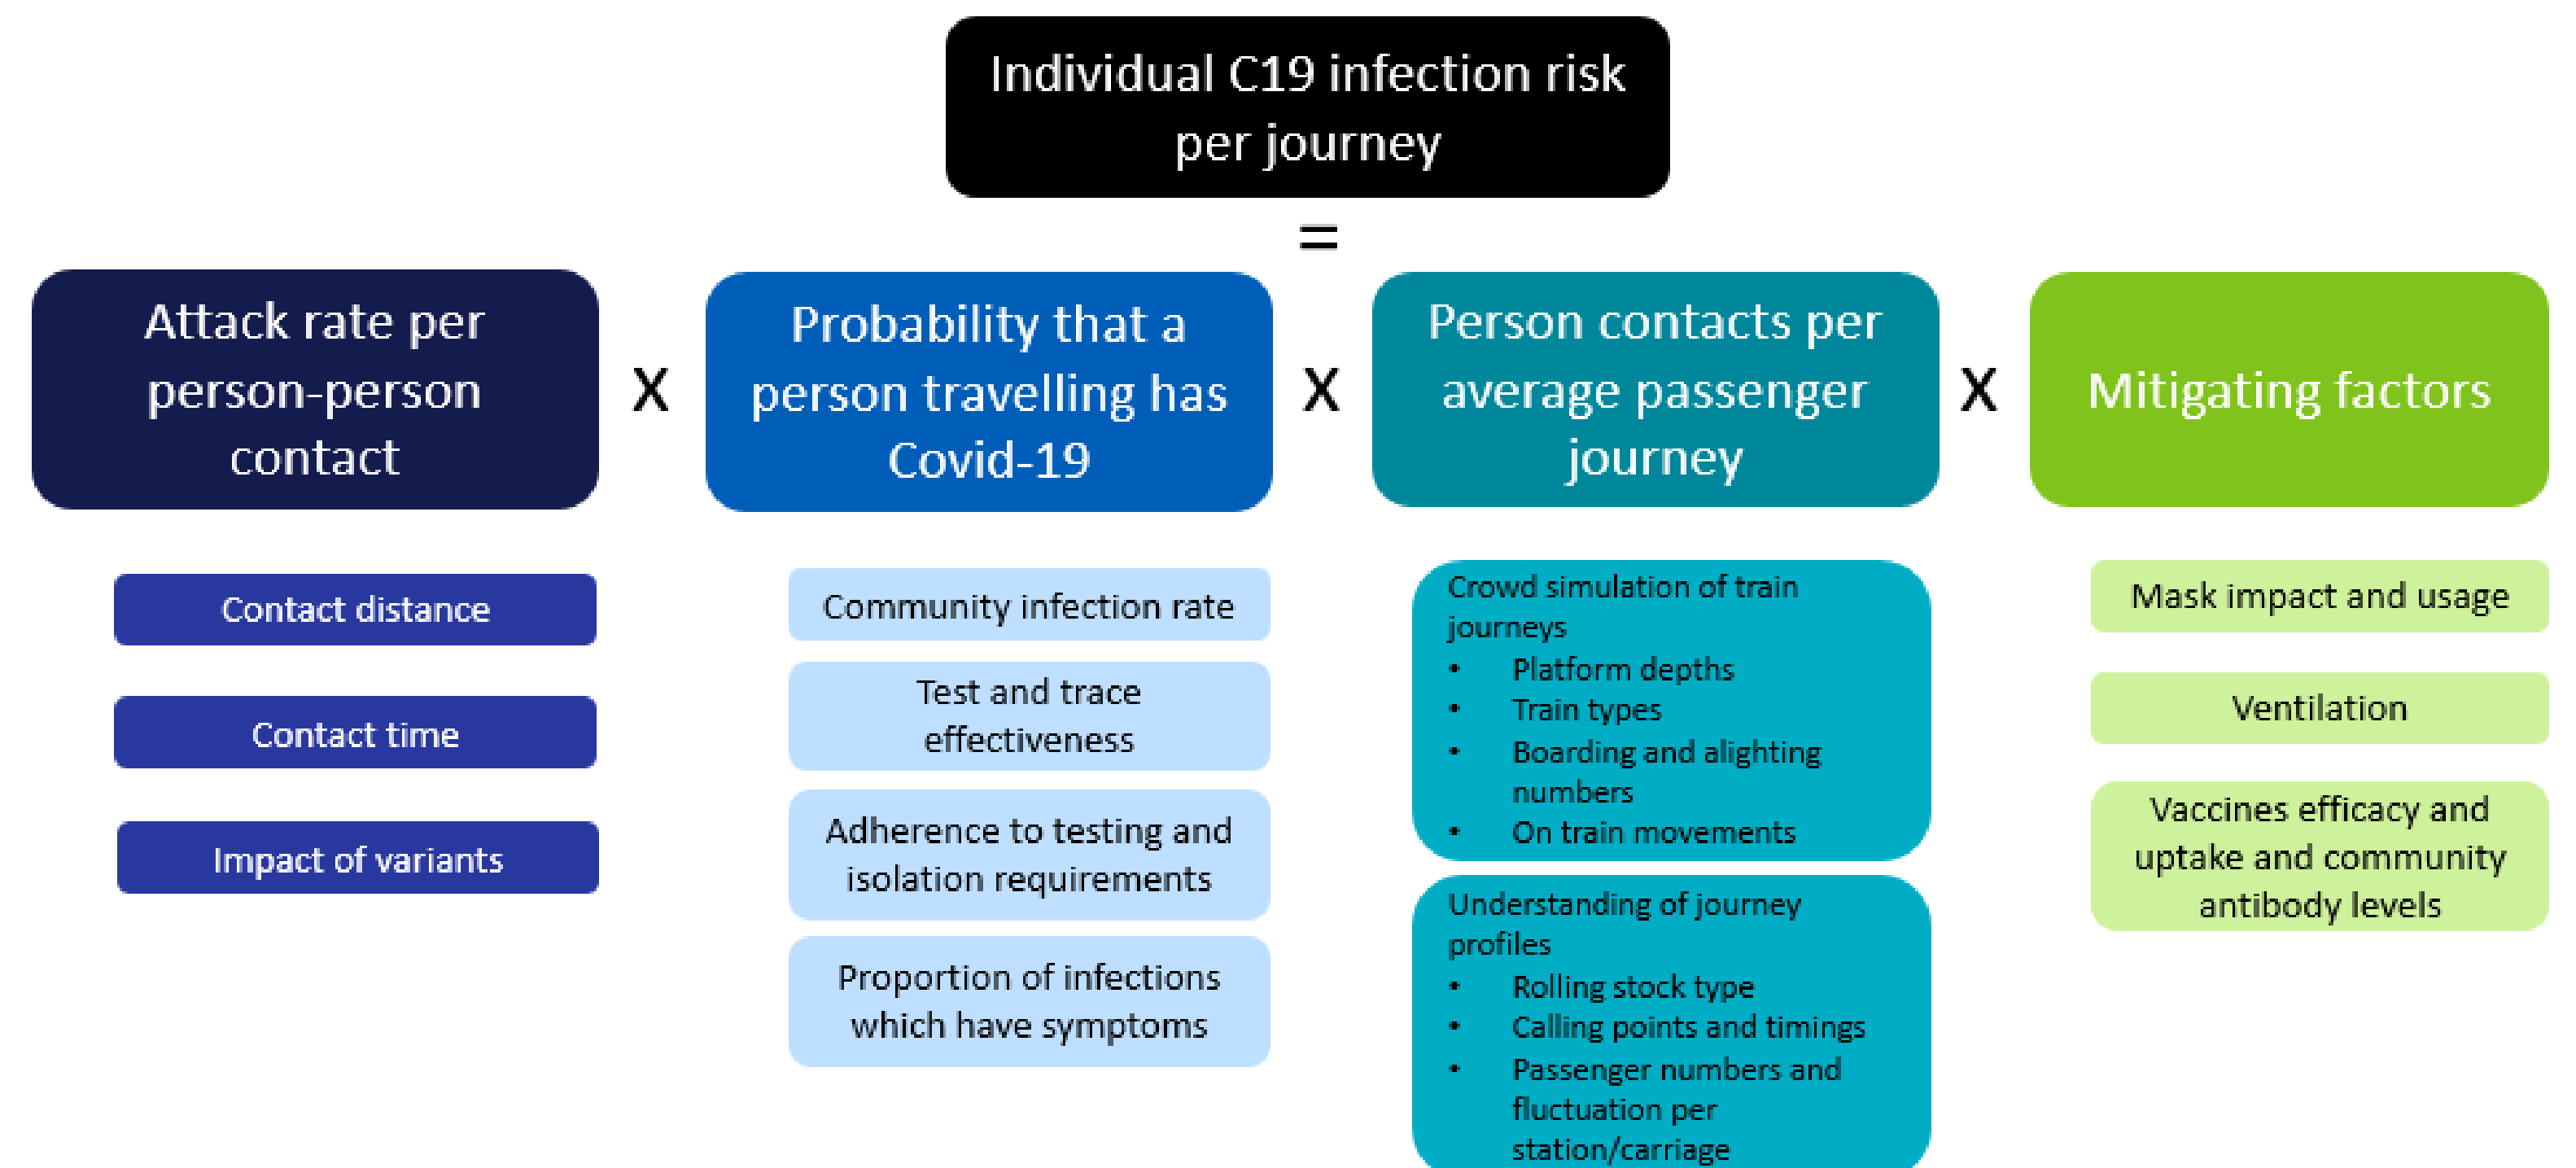 Individual C19 infection risk
per journey
=
Attack rate per
person-person
contact
X
Probability that a
person travelling has
Covid-19
X
Person contacts per
average passenger
journey
X
Mitigating factors
Contact distance
Contact time
Impact of variants
Community infection rate
Test and trace
effectiveness
Adherence to testing and
isolation requirements
Proportion of infections
which have symptoms
Crowd simulation of train
journeys
• Platform depths
• Train types
• Boarding and alighting
numbers
• On train movements
Understanding of journey
profiles
• Rolling stock type
• Calling points and timings
• Passenger numbers and
fluctuation per
station/carriage
Mask impact and usage
Ventilation
Vaccines efficacy and
uptake and community
antibody levels